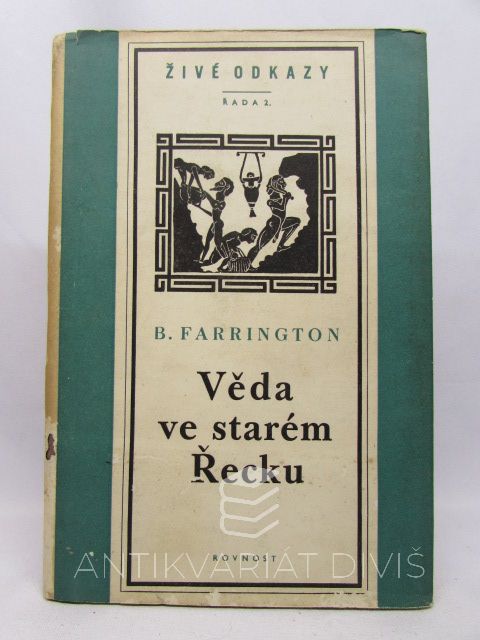 ŽIVÉ ODKAZY
ŘADA 2.
B. FARRINGTON
Věda
ve starém
Řecku
ROVNOST
ANTIKVARIÁT DIVIŠ